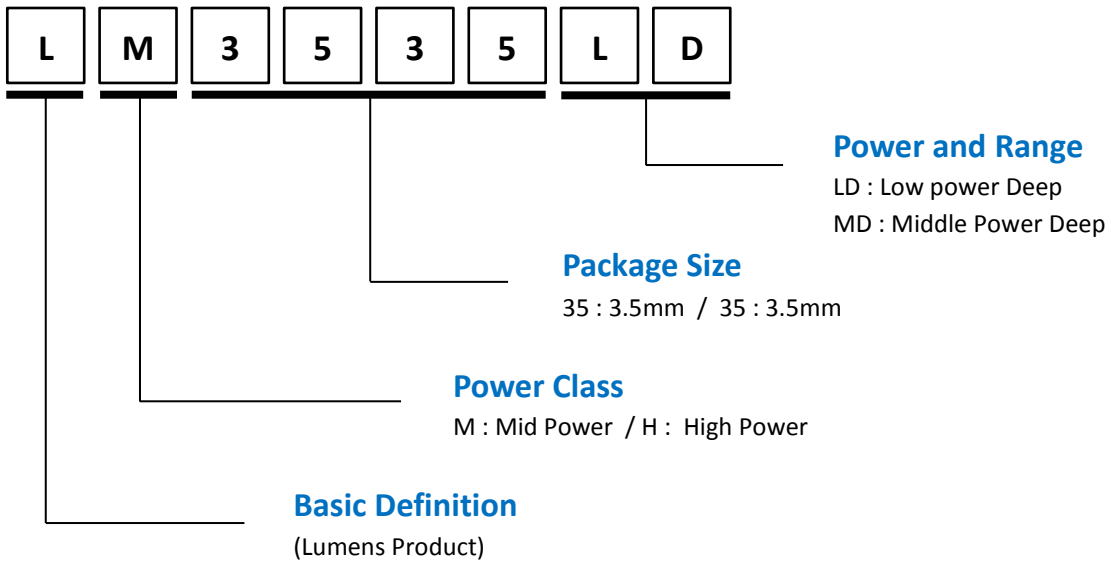 L M 3 5 3 5 L D
Power and Range
LD : Low power Deep
MD : Middle Power Deep
Package Size
35 : 3.5mm / 35 : 3.5mm
Power Class
M : Mid Power / H : High Power
Basic Definition
(Lumens Product)